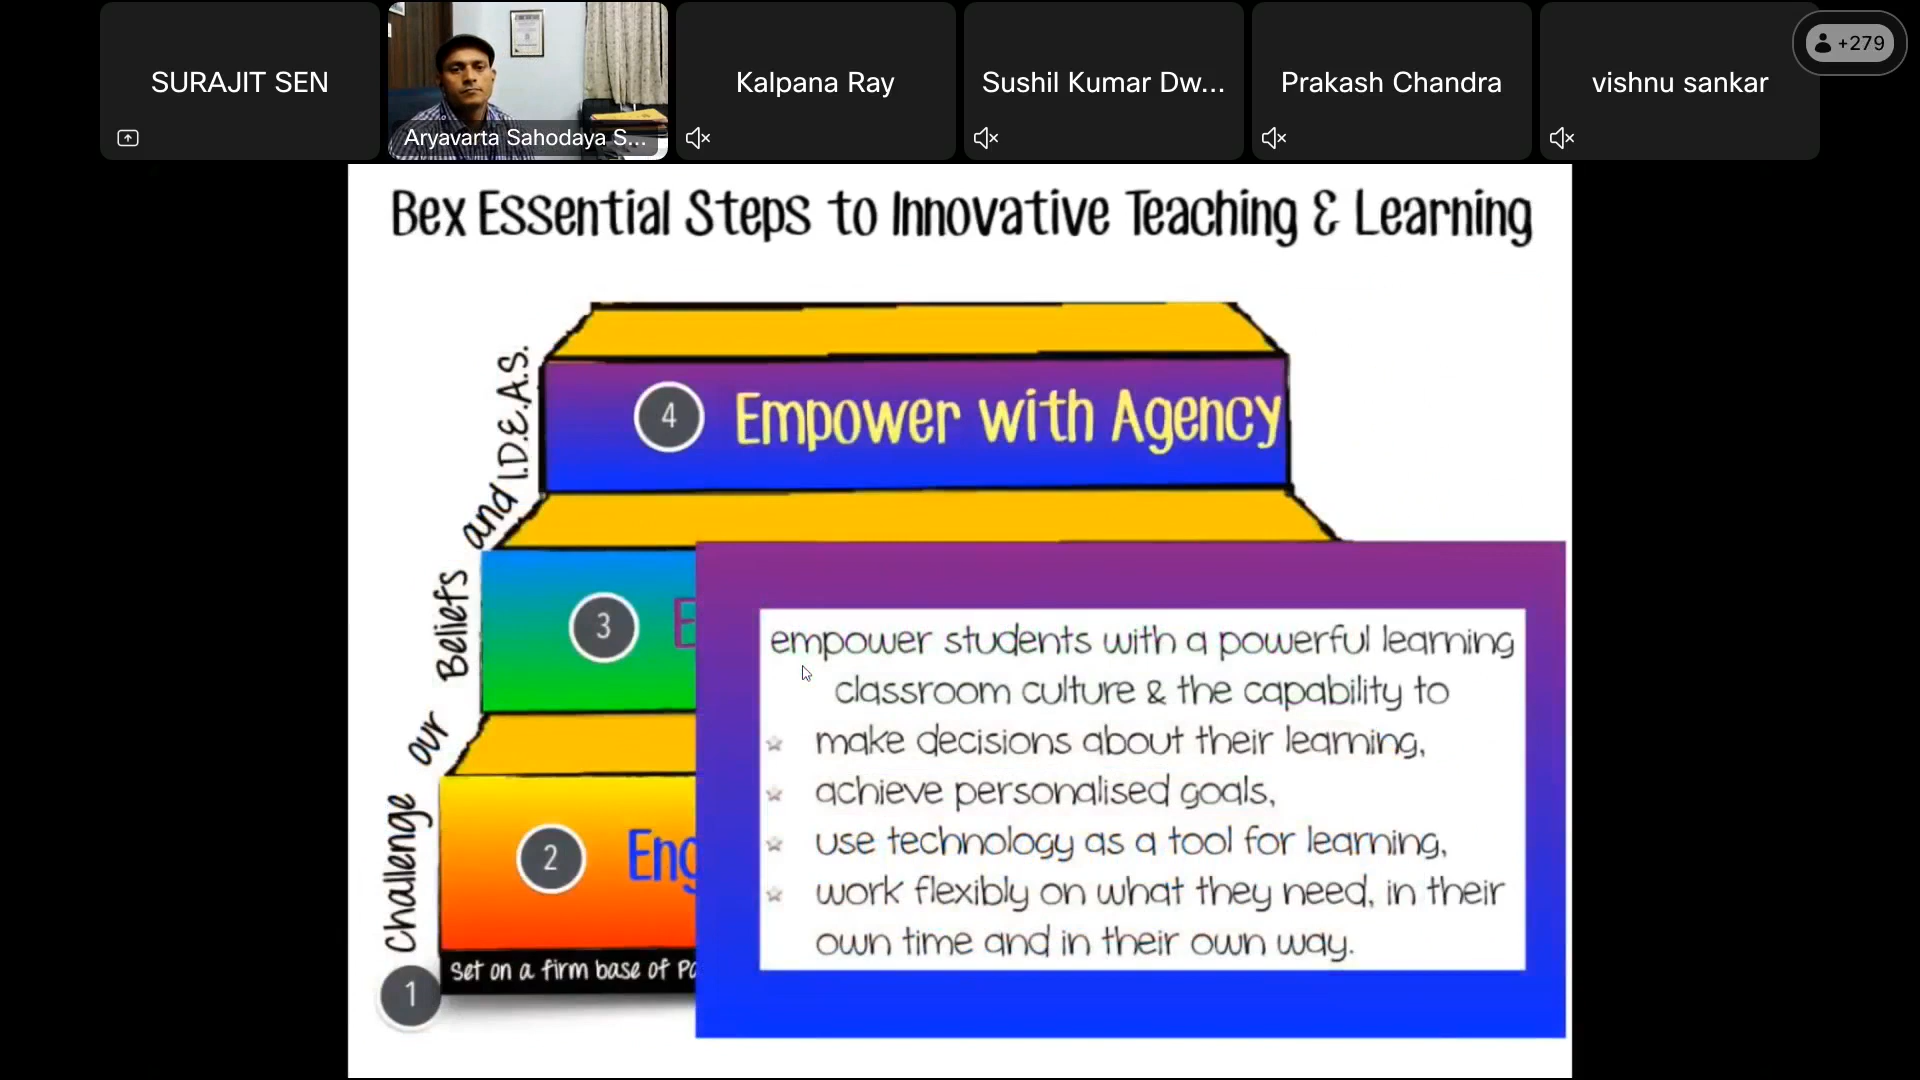 SURAJIT SEN
Aryavarta Sahodaya S...
Kalpana Ray
Sushil Kumar Dw...
Prakash Chandra
vishnu sankar
+279
Bex Essential Steps to Innovative Teaching & Learning
4 Empower with Agency
3 E
2 Eng
1
Set on a firm base of Po
Challenge our Beliefs and I.D.E.A.S.
empower students with a powerful learning
classroom culture & the capability to
make decisions about their learning,
achieve personalised goals,
use technology as a tool for learning,
work flexibly on what they need, in their
own time and in their own way.